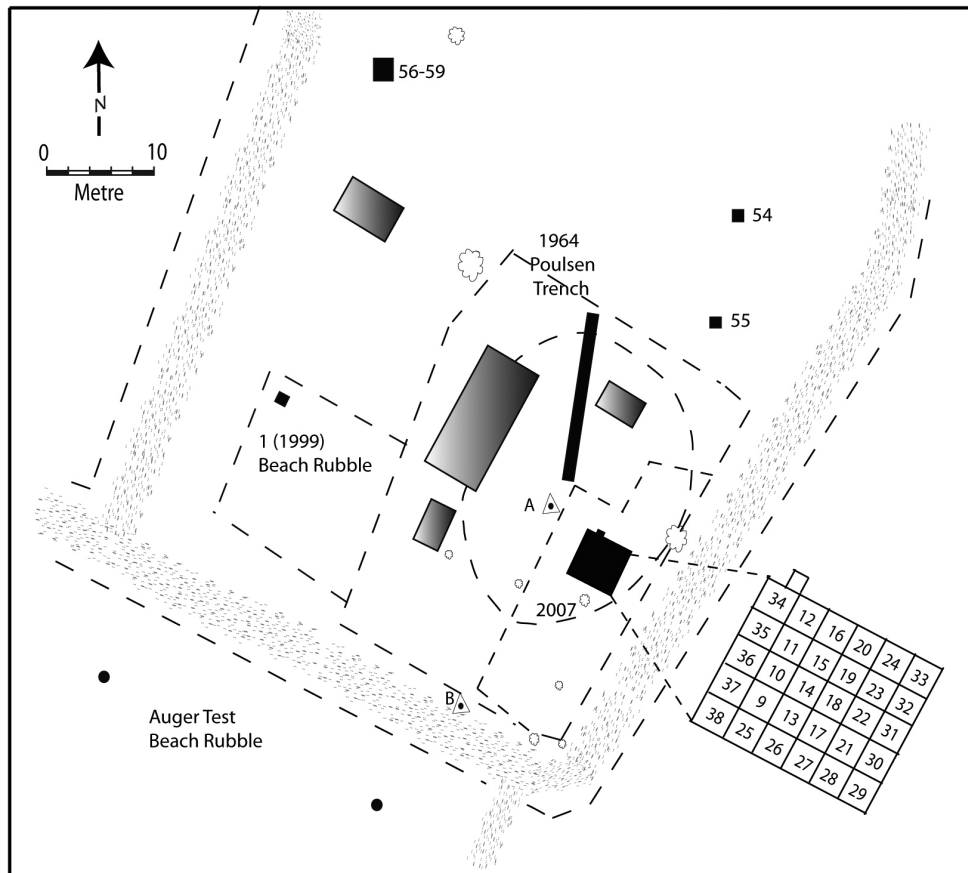 N
0 10
Metre
56-59
54
1964
Poulsen
Trench
55
1 (1999)
Beach Rubble
A
2007
B
Auger Test
Beach Rubble
34 12 16 20 24 33
35 11 15 19 23 32
36 10 14 18 22 31
37 9 13 17 21 30
38 25 26 27 28 29